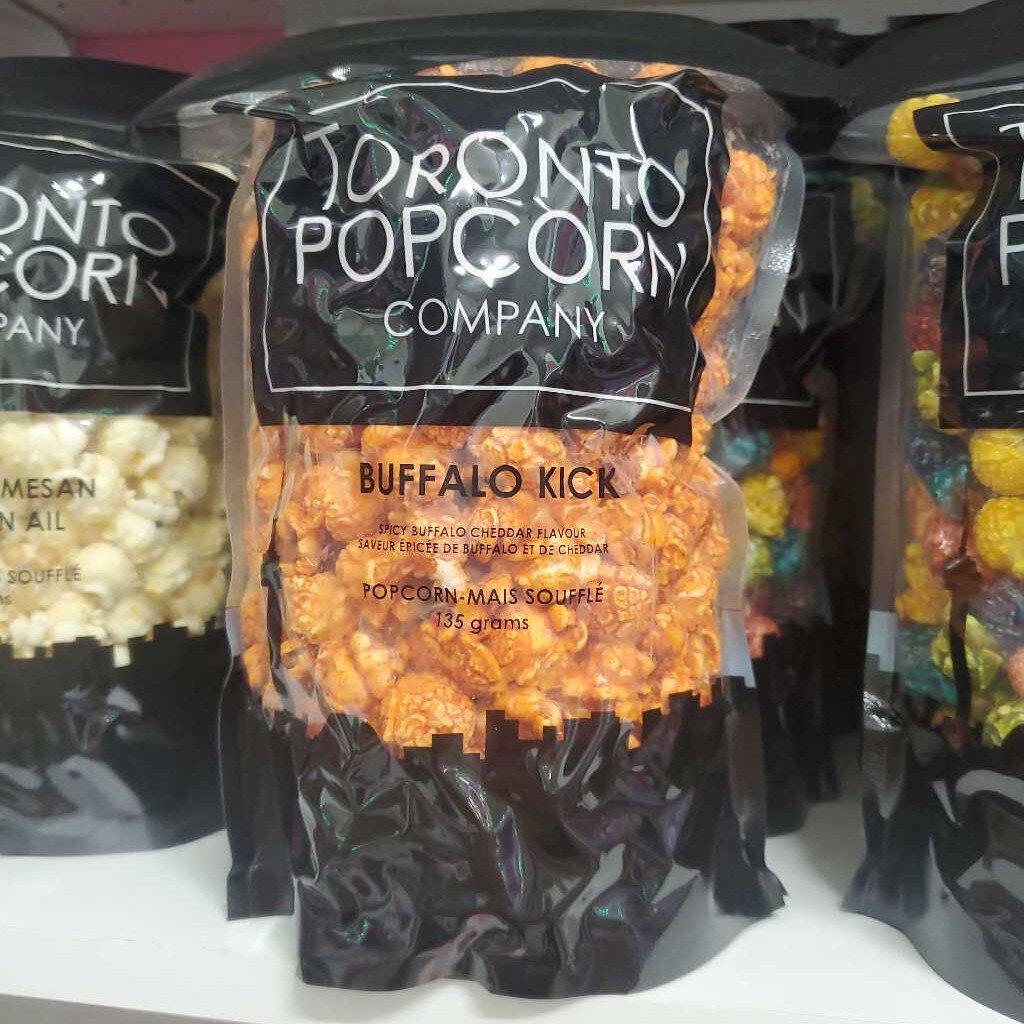 TORONTO
POPCORN
COMPANY
BUFFALO KICK
SPICY BUFFALO CHEDDAR FLAVOUR
SAVEUR ÉPICÉE DE BUFFALO ET DE CHEDDAR
POPCORN-MAIS SOUFFLÉ
135 grams
ONTO
CORN
PANY
MESAN
N AIL
SOUFFLÉ